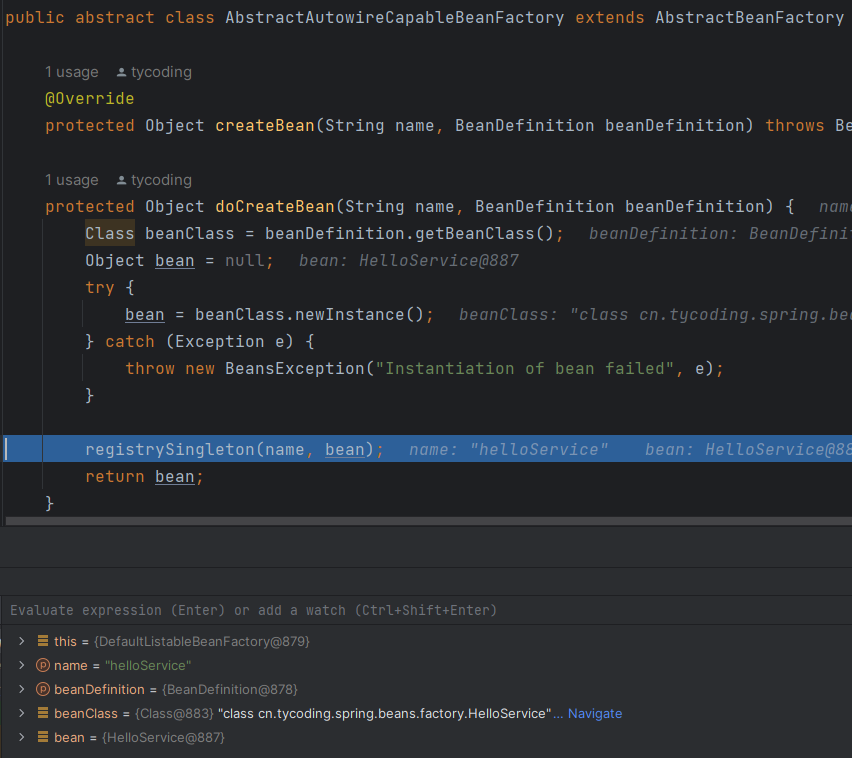 public abstract class AbstractAutowireCapableBeanFactory extends AbstractBeanFactory
1 usage tycoding
@Override
protected Object createBean(String name, BeanDefinition beanDefinition) throws Be
1 usage tycoding
protected Object doCreateBean(String name, BeanDefinition beanDefinition) { name
Class beanClass = beanDefinition.getBeanClass(); beanDefinition: BeanDefini
Object bean = null; bean: HelloService@887
try {
bean = beanClass.newInstance(); beanClass: "class cn.tycoding.spring.bea
} catch (Exception e) {
throw new BeansException("Instantiation of bean failed", e);
}
registrySingleton(name, bean); name: "helloService" bean: HelloService@88
return bean;
}
Evaluate expression (Enter) or add a watch (Ctrl+Shift+Enter)
this = {DefaultListableBeanFactory@879}
name = "helloService"
beanDefinition = {BeanDefinition@878}
beanClass = {Class@883} "class cn.tycoding.spring.beans.factory.HelloService"... Navigate
bean = {HelloService@887}